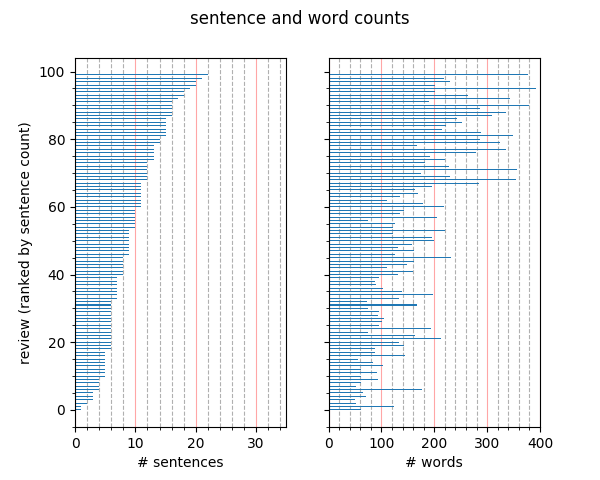 sentence and word counts
100
80
60
40
20
0
review (ranked by sentence count)
0 10 20 30
# sentences
0 100 200 300 400
# words